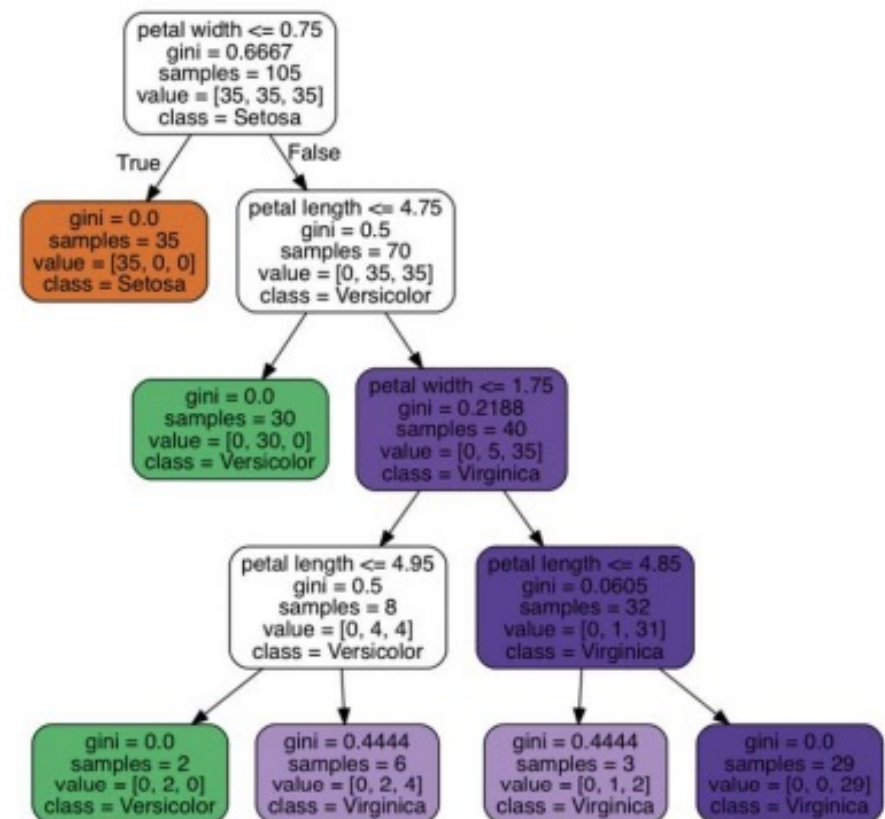 petal width <= 0.75
gini = 0.6667
samples = 105
value = [35, 35, 35]
class = Setosa
True
False
gini = 0.0
samples = 35
value = [35, 0, 0]
class = Setosa
petal length <= 4.75
gini = 0.5
samples = 70
value = [0, 35, 35]
class = Versicolor
gini = 0.0
samples = 30
value = [0, 30, 0]
class = Versicolor
petal width <= 1.75
gini = 0.2188
samples = 40
value = [0, 5, 35]
class = Virginica
petal length <= 4.95
gini = 0.5
samples = 8
value = [0, 4, 4]
class = Versicolor
petal length <= 4.85
gini = 0.0605
samples = 32
value = [0, 1, 31]
class = Virginica
gini = 0.0
samples = 2
value = [0, 2, 0]
class = Versicolor
gini = 0.4444
samples = 6
value = [0, 2, 4]
class = Virginica
gini = 0.4444
samples = 3
value = [0, 1, 2]
class = Virginica
gini = 0.0
samples = 29
value = [0, 0, 29]
class = Virginica